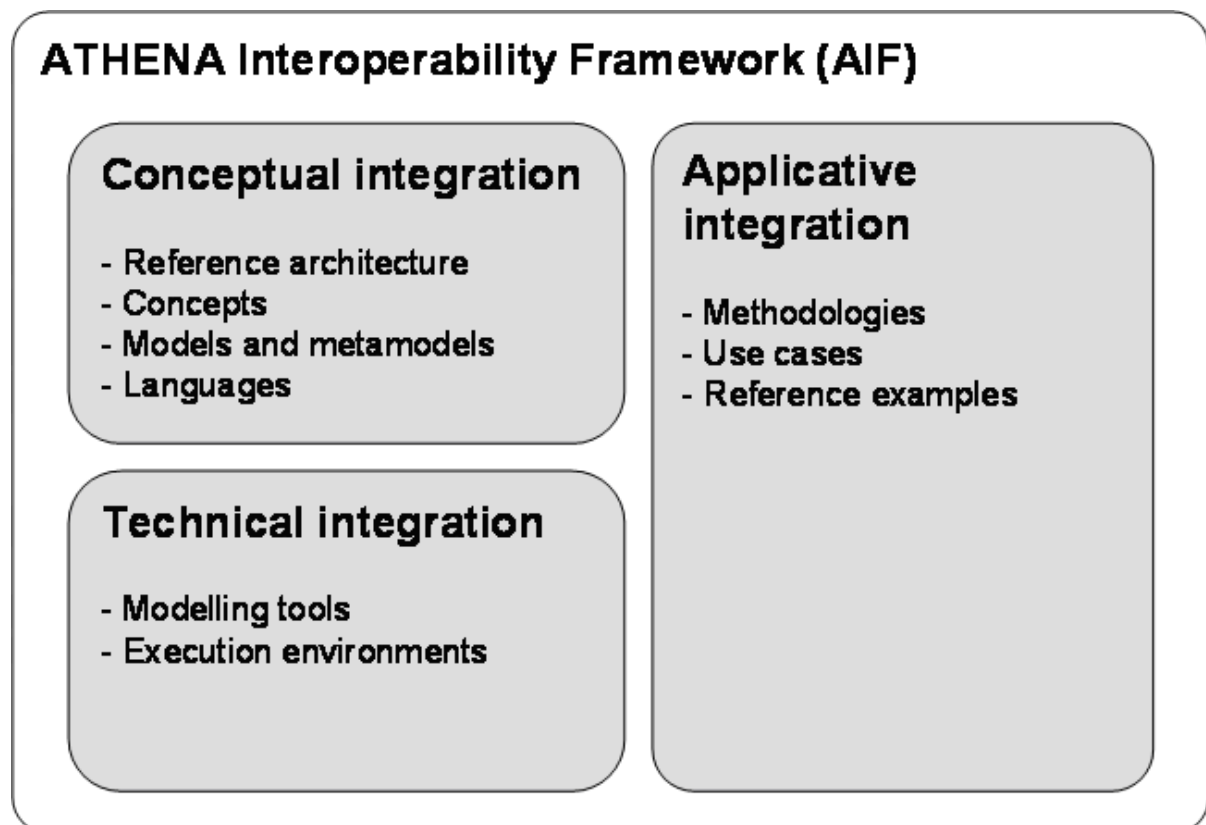 ATHENA Interoperability Framework (AIF)
Conceptual integration
- Reference architecture
- Concepts
- Models and metamodels
- Languages
Technical integration
- Modelling tools
- Execution environments
Applicative
integration
- Methodologies
- Use cases
- Reference examples